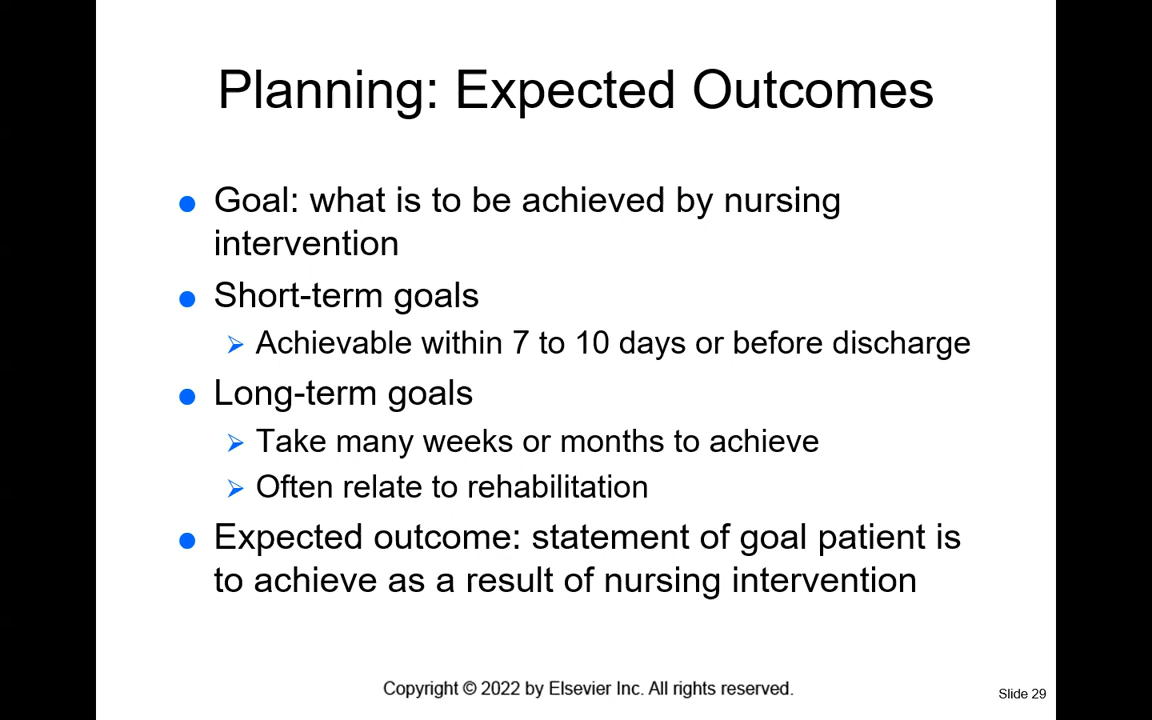 Planning: Expected Outcomes
● Goal: what is to be achieved by nursing
intervention
● Short-term goals
➢ Achievable within 7 to 10 days or before discharge
● Long-term goals
➢ Take many weeks or months to achieve
➢ Often relate to rehabilitation
● Expected outcome: statement of goal patient is
to achieve as a result of nursing intervention
Copyright © 2022 by Elsevier Inc. All rights reserved.
Slide 29